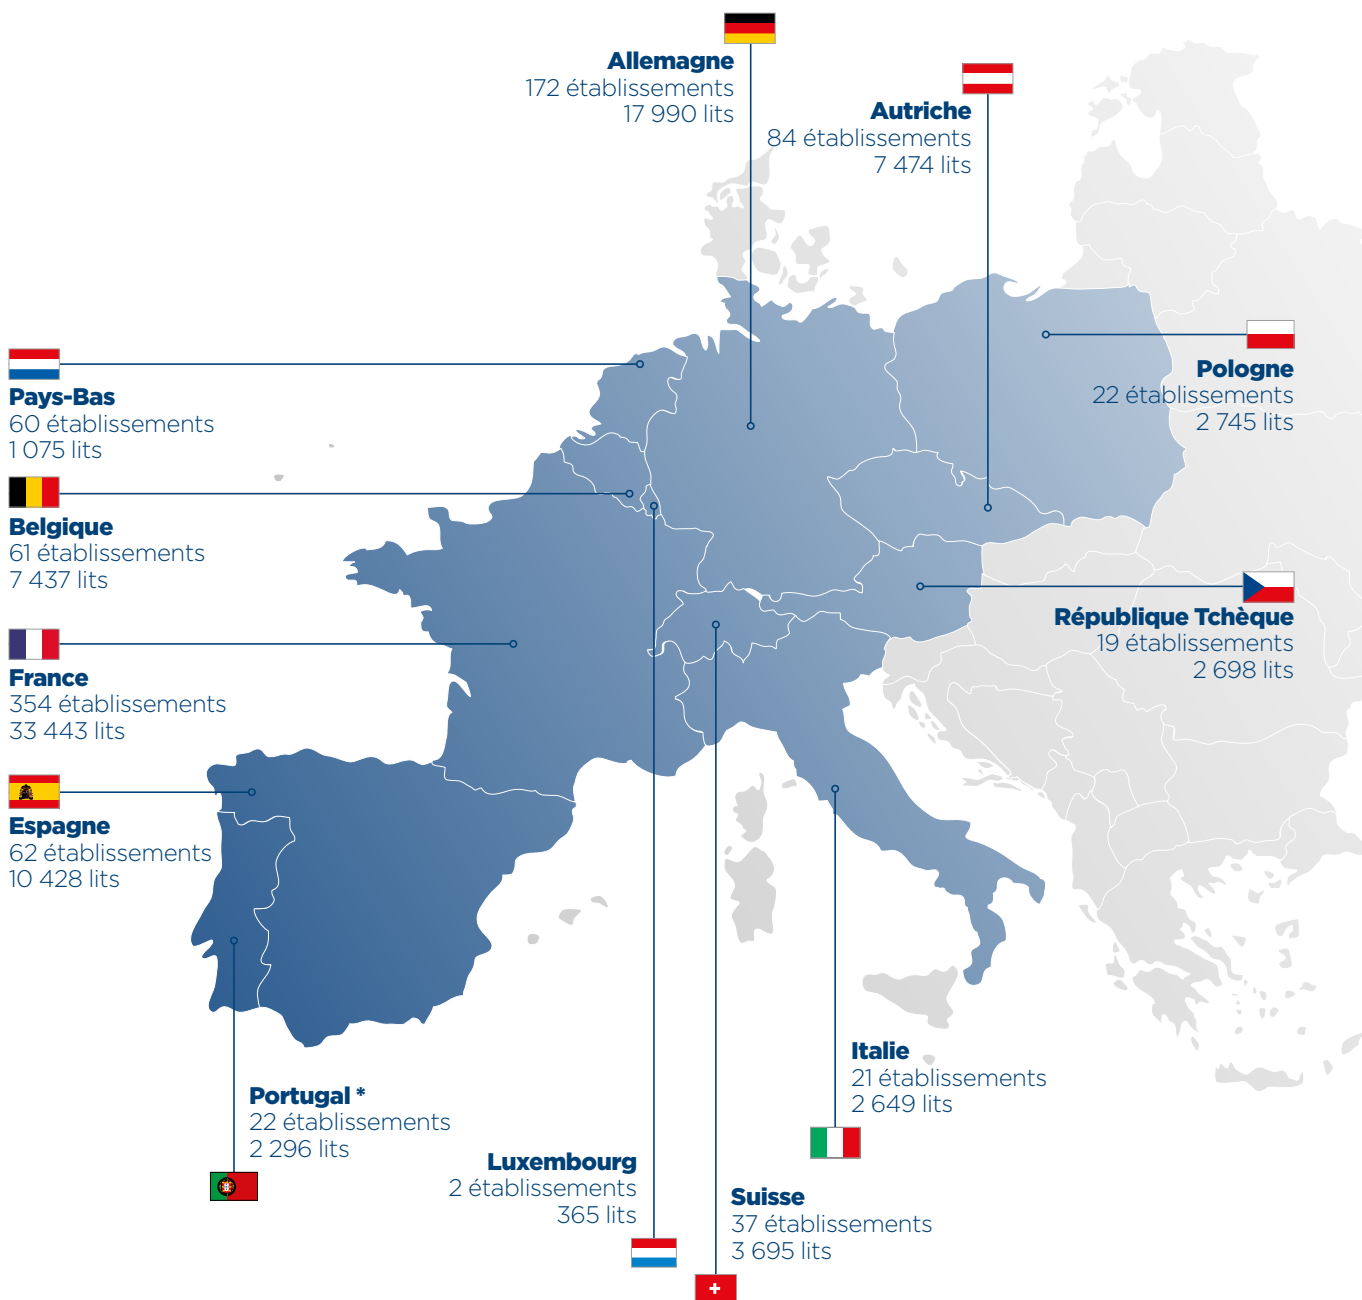 Allemagne
172 établissements
17 990 lits
Autriche
84 établissements
7 474 lits
Pologne
22 établissements
2 745 lits
Pays-Bas
60 établissements
1 075 lits
Belgique
61 établissements
7 437 lits
République Tchèque
19 établissements
2 698 lits
France
354 établissements
33 443 lits
Espagne
62 établissements
10 428 lits
Italie
21 établissements
2 649 lits
Portugal *
22 établissements
2 296 lits
Luxembourg
2 établissements
365 lits
Suisse
37 établissements
3 695 lits